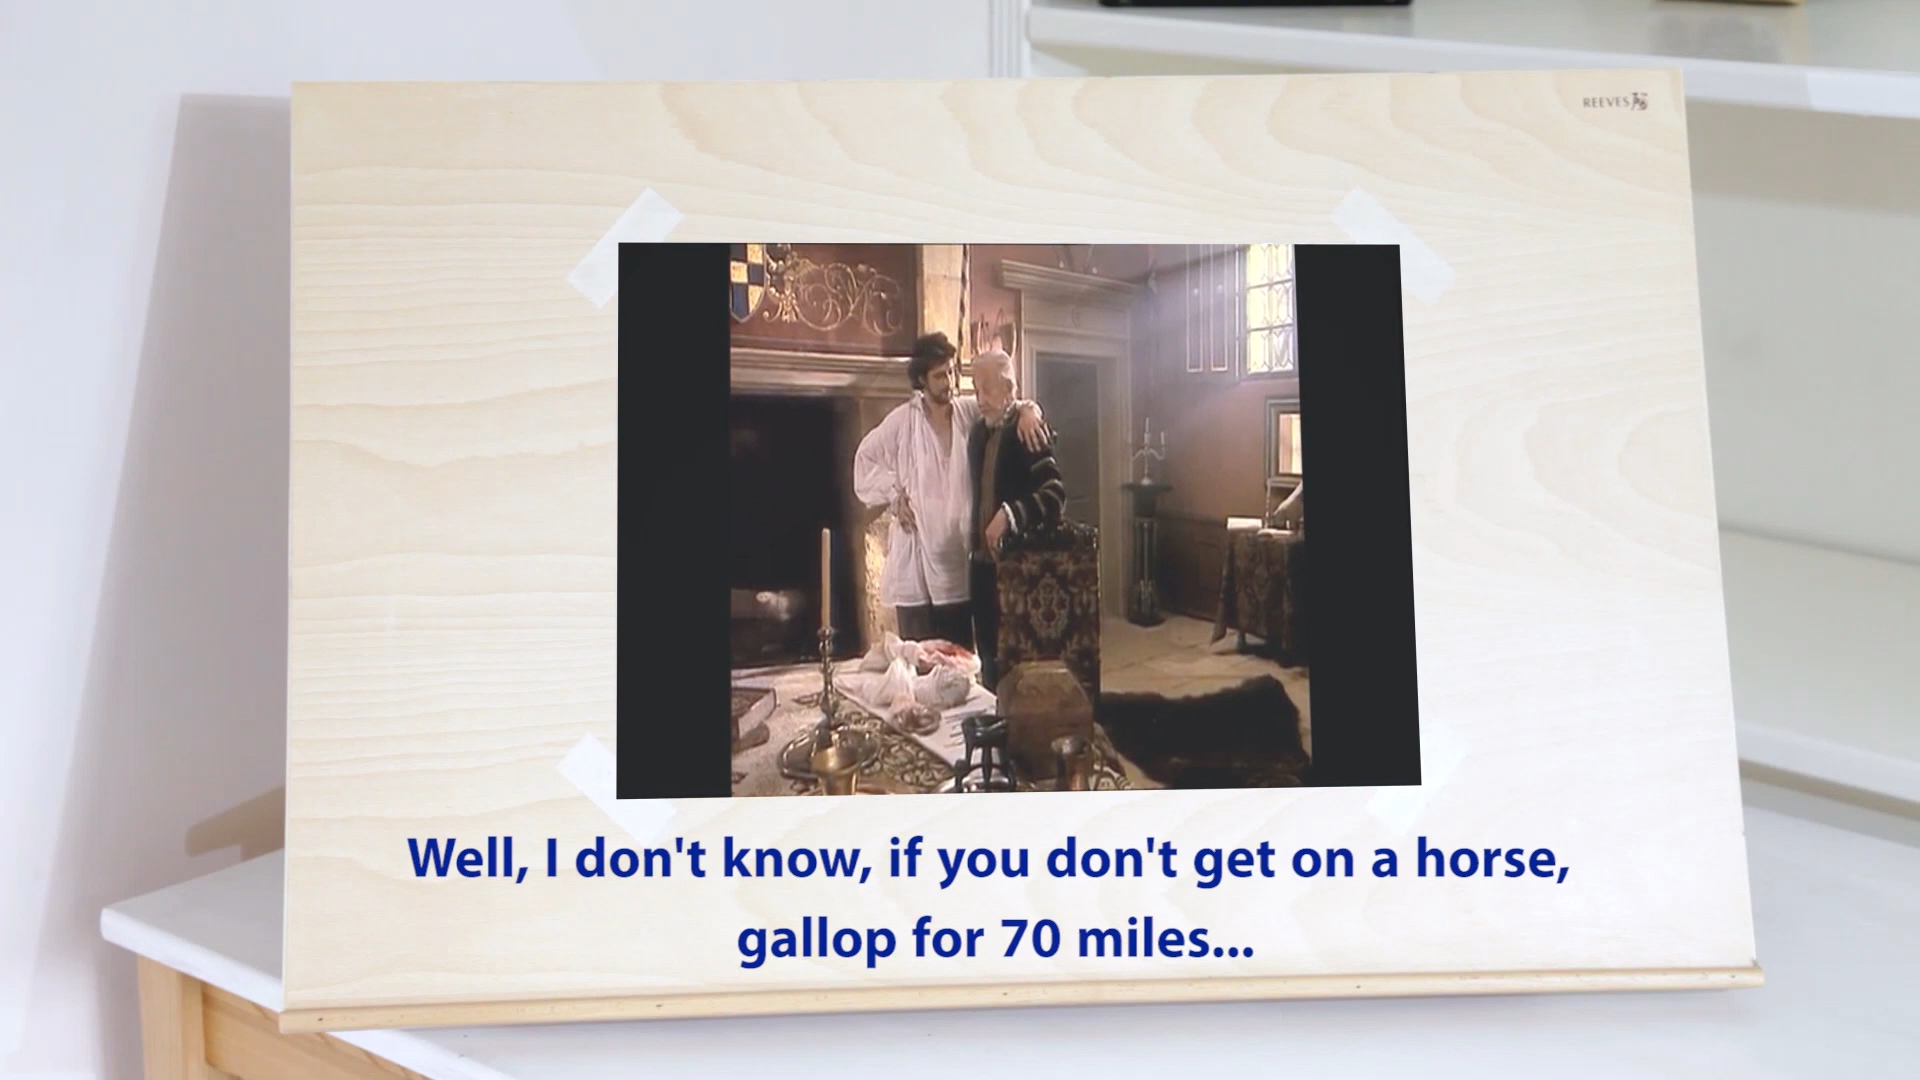 REEVES
Well, I don't know, if you don't get on a horse,
gallop for 70 miles...